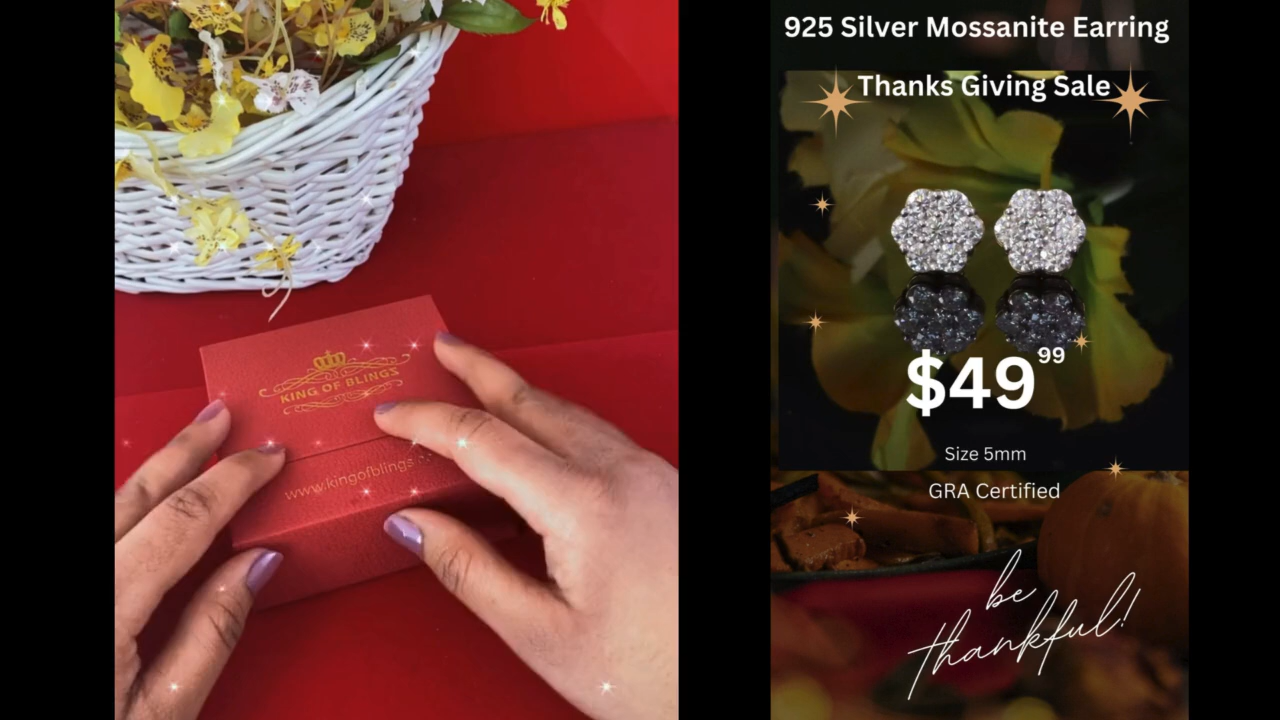 KING OF BLINGS
www.kingofblings
925 Silver Mossanite Earring
Thanks Giving Sale
$49 99
Size 5mm
GRA Certified
be
thankful!